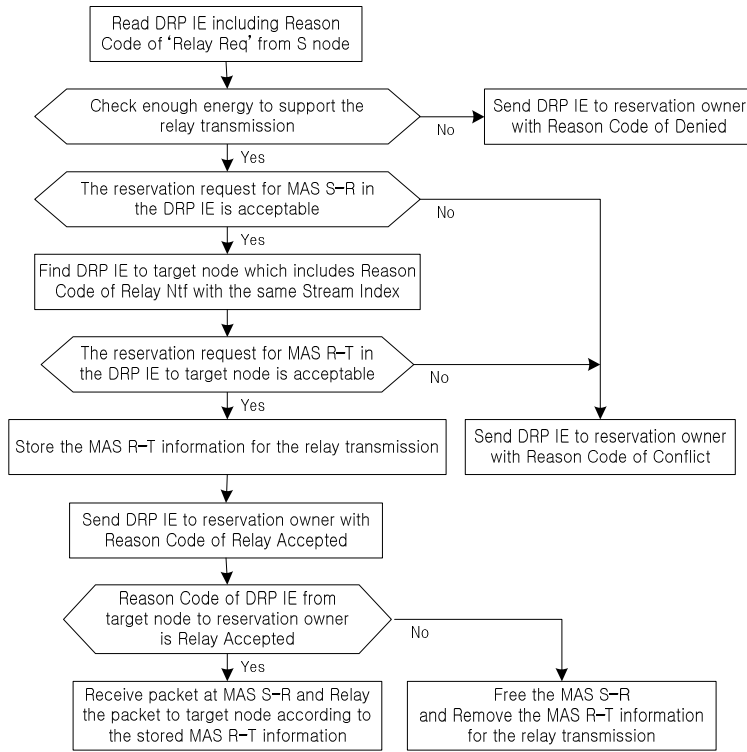 Read DRP IE including Reason
Code of ‘Relay Req’ from S node
Check enough energy to support the
relay transmission
No
Send DRP IE to reservation owner
with Reason Code of Denied
Yes
The reservation request for MAS S-R in
the DRP IE is acceptable
No
Yes
Find DRP IE to target node which includes Reason
Code of Relay Ntf with the same Stream Index
The reservation request for MAS R-T in
the DRP IE to target node is acceptable
No
Yes
Store the MAS R-T information for the relay transmission
Send DRP IE to reservation owner
with Reason Code of Conflict
Send DRP IE to reservation owner with
Reason Code of Relay Accepted
Reason Code of DRP IE from
target node to reservation owner
is Relay Accepted
No
Yes
Receive packet at MAS S-R and Relay
the packet to target node according to
the stored MAS R-T information
Free the MAS S-R
and Remove the MAS R-T information
for the relay transmission